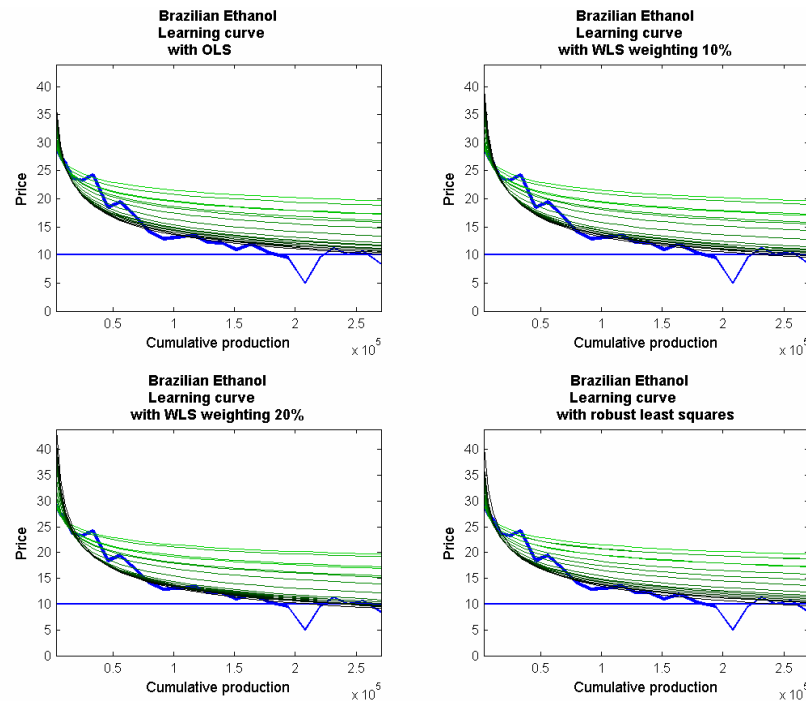 Brazilian Ethanol
Learning curve
with OLS
40
35
30
25
20
15
10
5
0
Price
0.5 1 1.5 2 2.5
Cumulative production
x 10^5
Brazilian Ethanol
Learning curve
with WLS weighting 10%
40
35
30
25
20
15
10
5
0
Price
0.5 1 1.5 2 2.5
Cumulative production
x 10^5
Brazilian Ethanol
Learning curve
with WLS weighting 20%
40
35
30
25
20
15
10
5
0
Price
0.5 1 1.5 2 2.5
Cumulative production
x 10^5
Brazilian Ethanol
Learning curve
with robust least squares
40
35
30
25
20
15
10
5
0
Price
0.5 1 1.5 2 2.5
Cumulative production
x 10^5